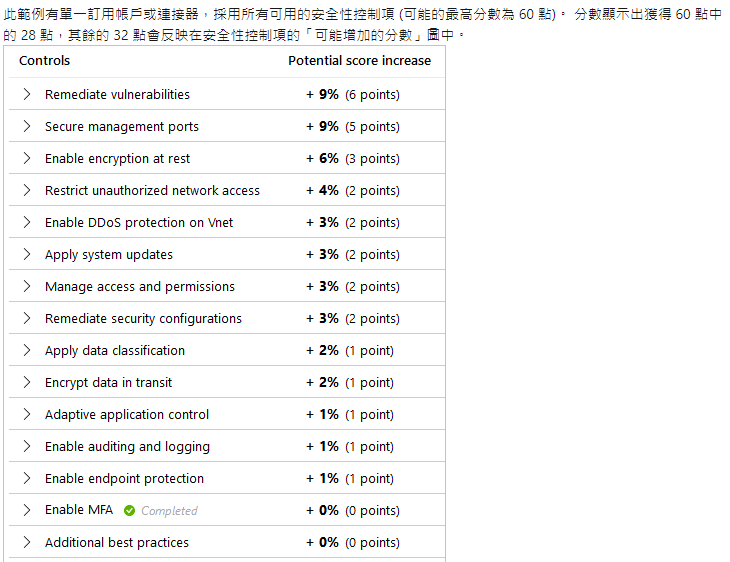 此範例有單一訂用帳戶或連接器，採用所有可用的安全性控制項 (可能的最高分數為 60 點)。 分數顯示出獲得 60 點中
的 28 點，其餘的 32 點會反映在安全性控制項的「可能增加的分數」圖中。
Controls Potential score increase
Remediate vulnerabilities + 9% (6 points)
Secure management ports + 9% (5 points)
Enable encryption at rest + 6% (3 points)
Restrict unauthorized network access + 4% (2 points)
Enable DDoS protection on Vnet + 3% (2 points)
Apply system updates + 3% (2 points)
Manage access and permissions + 3% (2 points)
Remediate security configurations + 3% (2 points)
Apply data classification + 2% (1 point)
Encrypt data in transit + 2% (1 point)
Adaptive application control + 1% (1 point)
Enable auditing and logging + 1% (1 point)
Enable endpoint protection + 1% (1 point)
Enable MFA Completed + 0% (0 points)
Additional best practices + 0% (0 points)